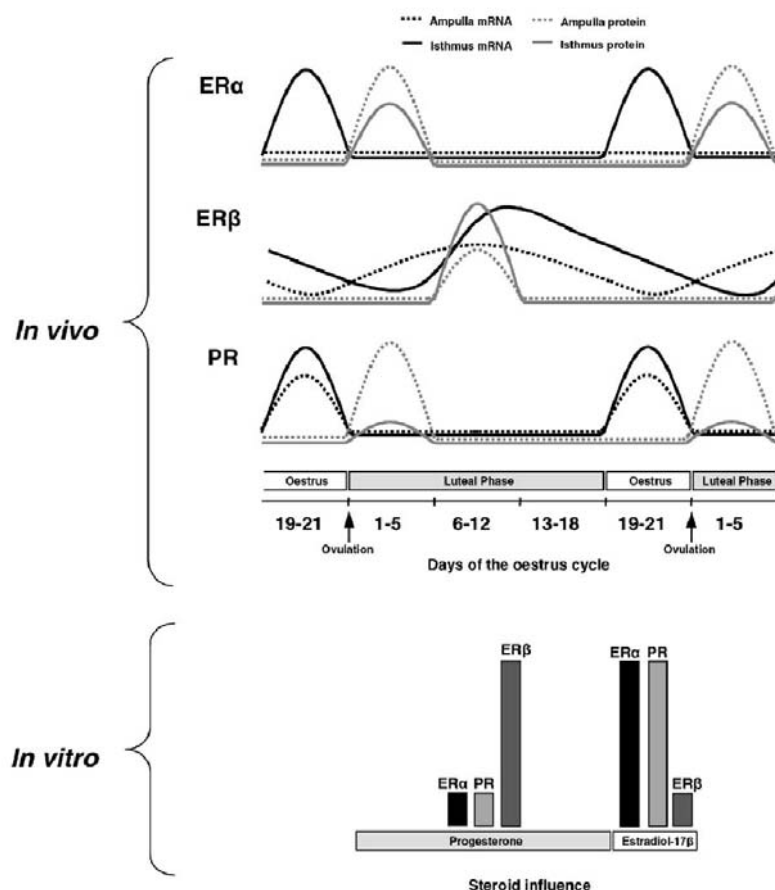 Ampulla mRNA Ampulla protein
Isthmus mRNA Isthmus protein
ERα
ERβ
In vivo
PR
Oestrus Luteal Phase Oestrus Luteal Phase
19-21 1-5 6-12 13-18 19-21 1-5
Ovulation Ovulation
Days of the oestrus cycle
ERβ ERα PR
In vitro
ERα PR ERβ
Progesterone Estradiol-17β
Steroid influence